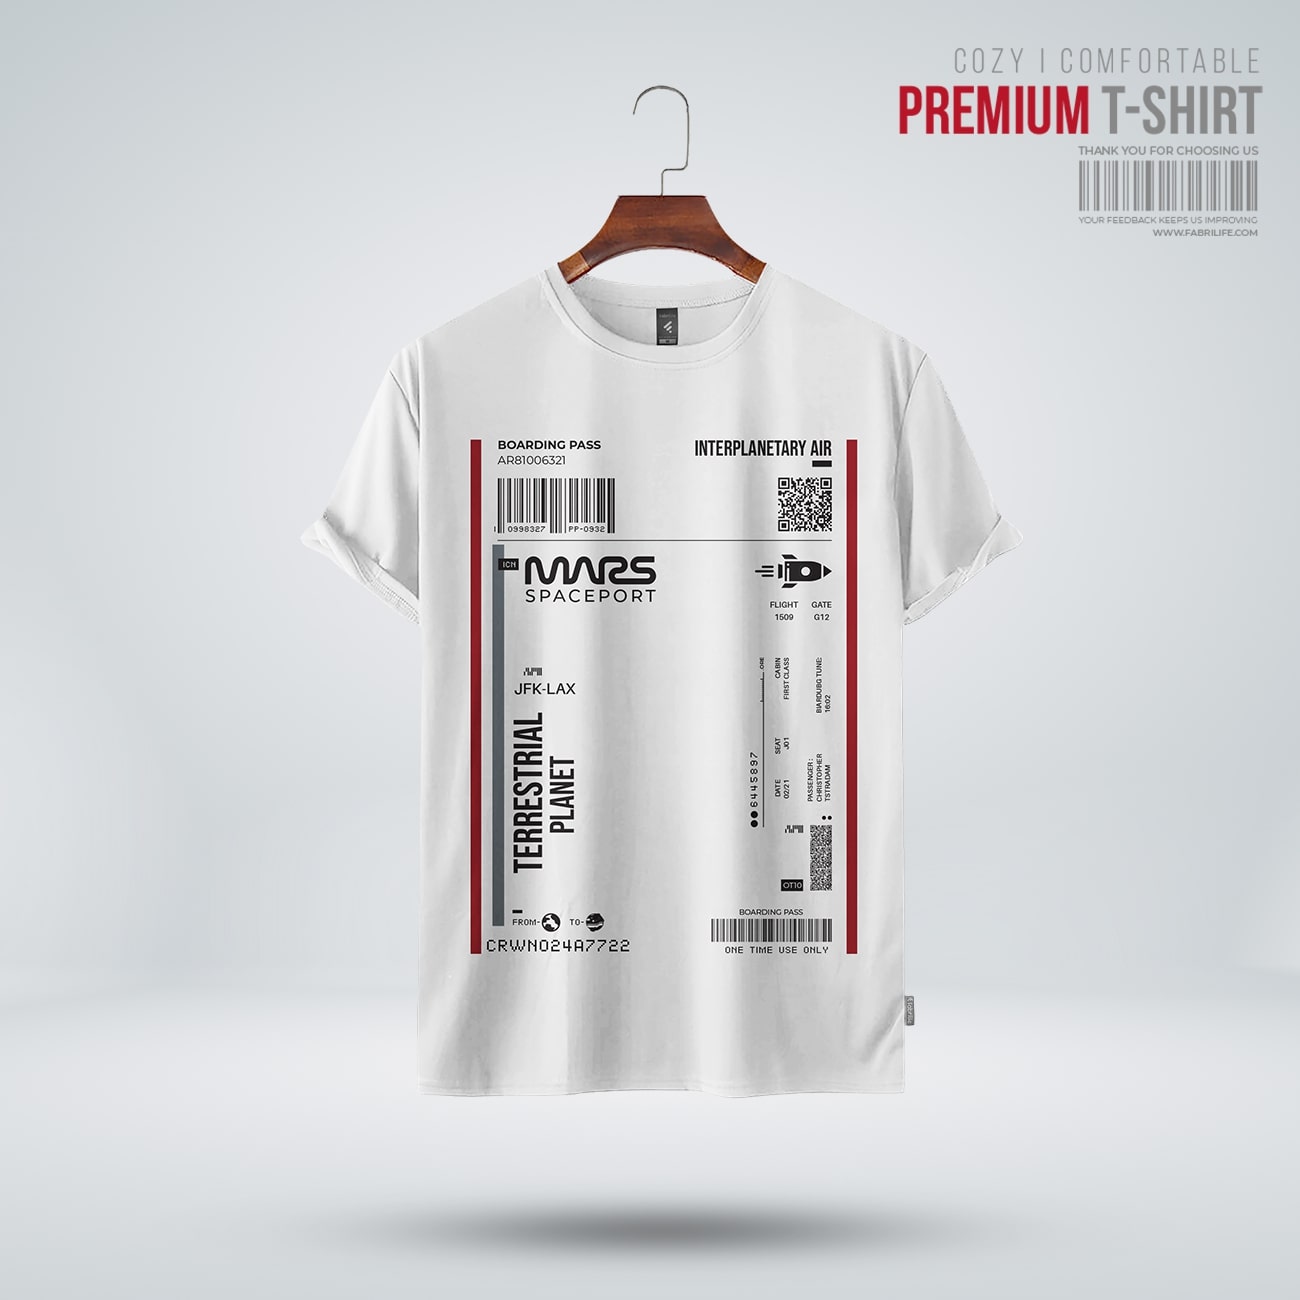 COZY | COMFORTABLE
PREMIUM T-SHIRT
THANK YOU FOR CHOOSING US
YOUR FEEDBACK KEEPS US IMPROVING
WWW.FABRILIFE.COM
BOARDING PASS
AR81006321
INTERPLANETARY AIR
0998327 PP-0932
ICN
MARS
SPACEPORT
FLIGHT GATE
1509 G12
JFK-LAX
TERRESTRIAL
PLANET
6445897
CABIN
FIRST CLASS
BIARDUBG TUNE:
16:02
SEAT
J01
DATE
02/21
PASSENGER:
CHRISTOPHER
TSTRADAM
OT10
FROM- TO-
CRWN024A7722
BOARDING PASS
ONE TIME USE ONLY